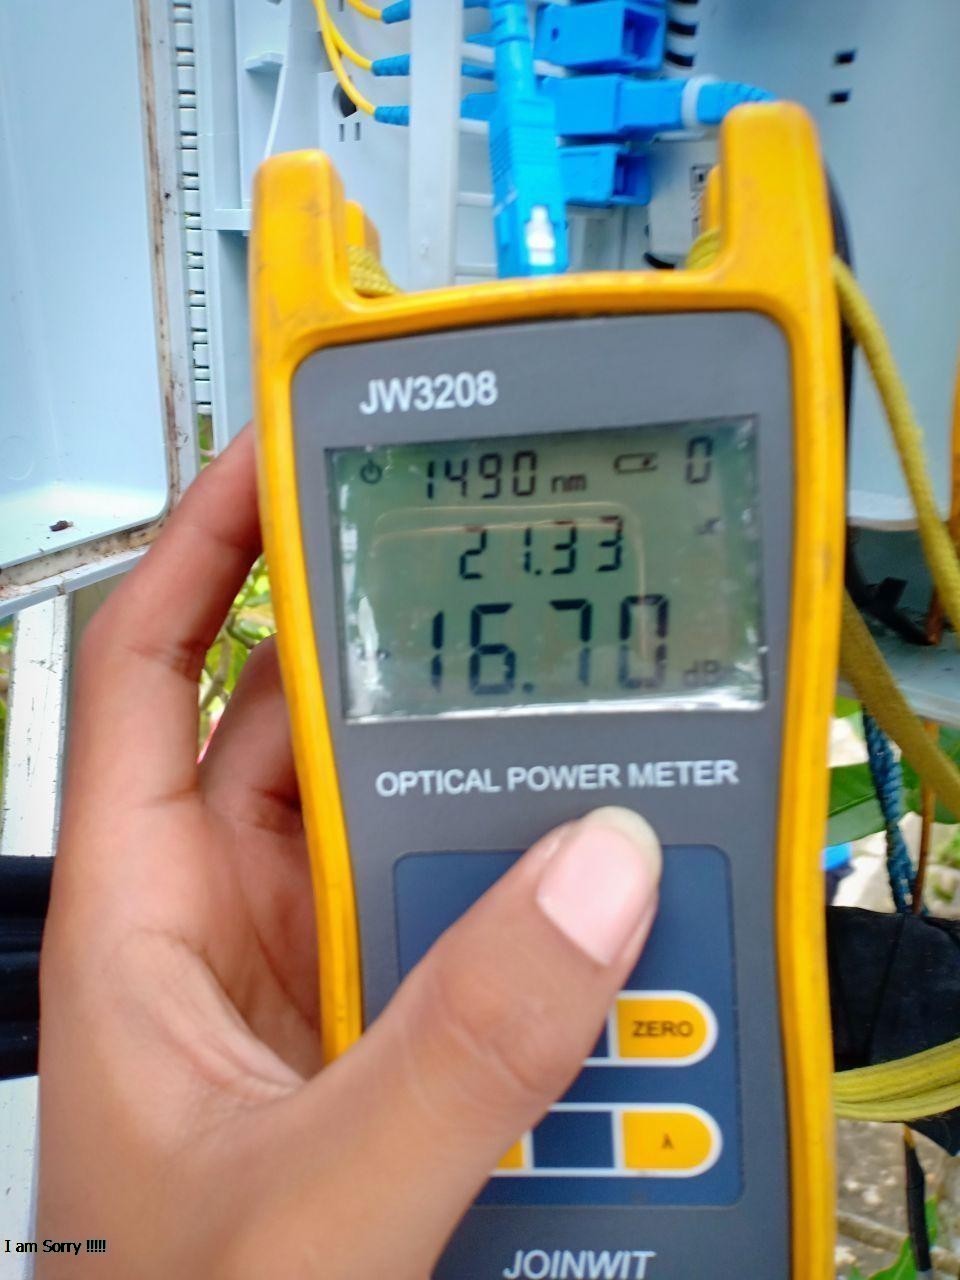 JW3208
1490 nm 0
21.33
16.70 dB
OPTICAL POWER METER
ZERO
λ
JOINWIT
I am Sorry !!!!!